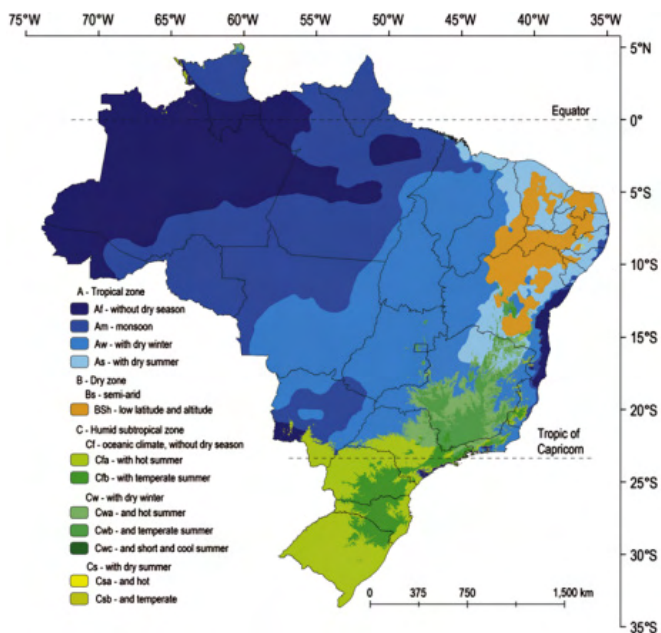 75°W 70°W 65°W 60°W 55°W 50°W 45°W 40°W 35°W
5°N
Equator
0°
5°S
10°S
15°S
20°S
Tropic of
Capricorn
25°S
30°S
35°S
A - Tropical zone
Af - without dry season
Am - monsoon
Aw - with dry winter
As - with dry summer
B - Dry zone
Bs - semi-arid
BSh - low latitude and altitude
C - Humid subtropical zone
Cf - oceanic climate, without dry season
Cfa - with hot summer
Cfb - with temperate summer
Cw - with dry winter
Cwa - and hot summer
Cwb - and temperate summer
Cwc - and short and cool summer
Cs - with dry summer
Csa - and hot
Csb - and temperate
0 375 750 1,500 km